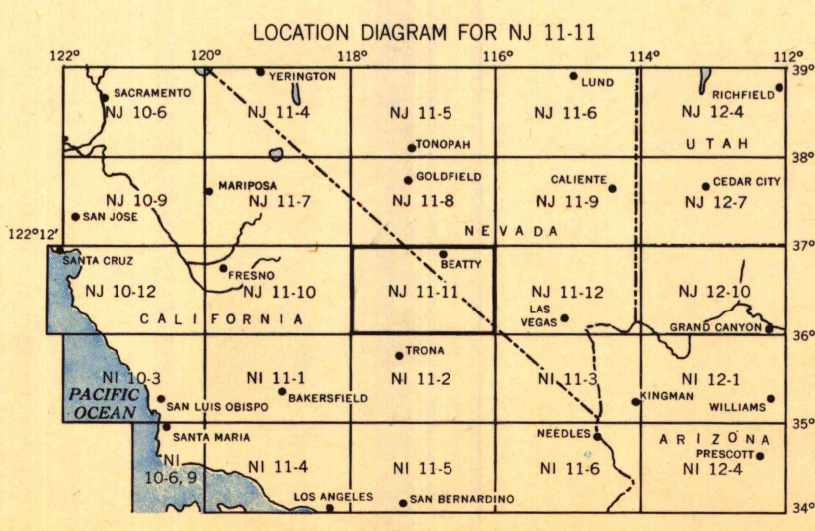 LOCATION DIAGRAM FOR NJ 11-11
122° 120° 118° 116° 114° 112°
39°
YERINGTON
LUND
SACRAMENTO
RICHFIELD
NJ 10-6 NJ 11-4 NJ 11-5 NJ 11-6 NJ 12-4
UTAH
TONOPAH
38°
GOLDFIELD
CALIENTE
CEDAR CITY
MARIPOSA
NJ 10-9 NJ 11-7 NJ 11-8 NJ 11-9 NJ 12-7
SAN JOSE
NEVADA
122°12'
37°
SANTA CRUZ
BEATTY
FRESNO
NJ 10-12 NJ 11-10 NJ 11-11 NJ 11-12 NJ 12-10
LAS
VEGAS
CALIFORNIA
GRAND CANYON
36°
TRONA
NI 10-3 NI 11-1 NI 11-2 NI 11-3 NI 12-1
PACIFIC
OCEAN
BAKERSFIELD
KINGMAN
SAN LUIS OBISPO
WILLIAMS
35°
SANTA MARIA
NEEDLES
ARIZONA
PRESCOTT
NI
10-6, 9
NI 11-4 NI 11-5 NI 11-6 NI 12-4
LOS ANGELES
SAN BERNARDINO
34°